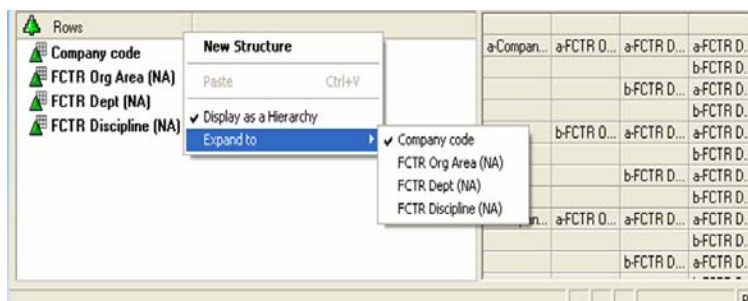 Rows
Company code
FCTR Org Area (NA)
FCTR Dept (NA)
FCTR Discipline (NA)
New Structure
Paste Ctrl+V
Display as a Hierarchy
Expand to
Company code
FCTR Org Area (NA)
FCTR Dept (NA)
FCTR Discipline (NA)
a-Compan... a-FCTR O... a-FCTR D... a-FCTR D.
b-FCTR D.
b-FCTR D... a-FCTR D.
b-FCTR D.
b-FCTR O... a-FCTR D... a-FCTR D.
b-FCTR D.
b-FCTR D... a-FCTR D.
b-FCTR D.
a-FCTR O... a-FCTR D... a-FCTR D.
b-FCTR D.
b-FCTR D... a-FCTR D.